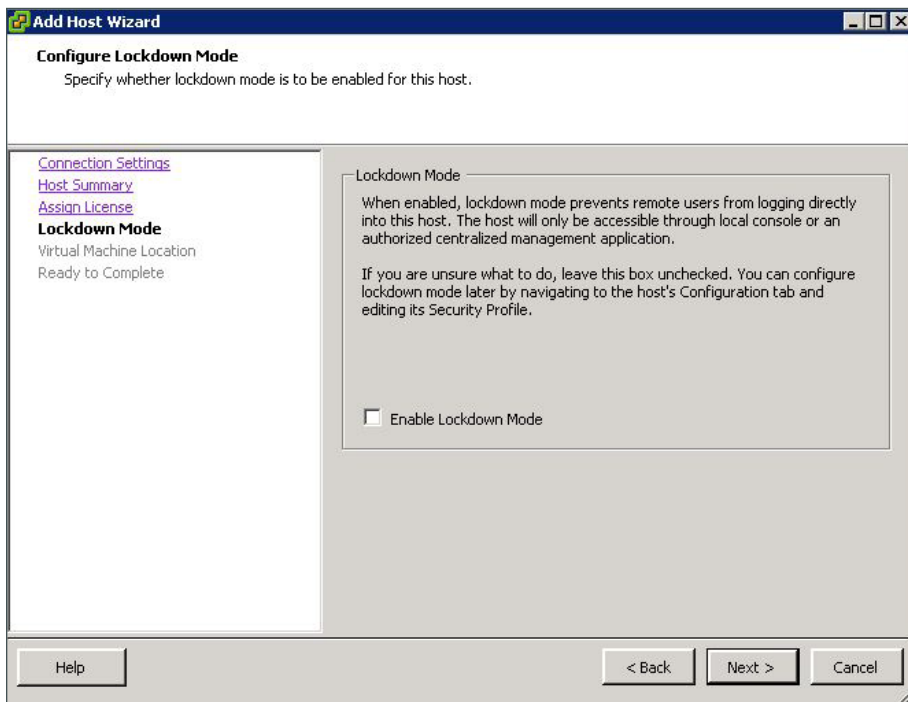 Add Host Wizard
Configure Lockdown Mode
Specify whether lockdown mode is to be enabled for this host.
Connection Settings
Host Summary
Assign License
Lockdown Mode
Virtual Machine Location
Ready to Complete
Lockdown Mode
When enabled, lockdown mode prevents remote users from logging directly
into this host. The host will only be accessible through local console or an
authorized centralized management application.
If you are unsure what to do, leave this box unchecked. You can configure
lockdown mode later by navigating to the host's Configuration tab and
editing its Security Profile.
Enable Lockdown Mode
Help
< Back
Next >
Cancel